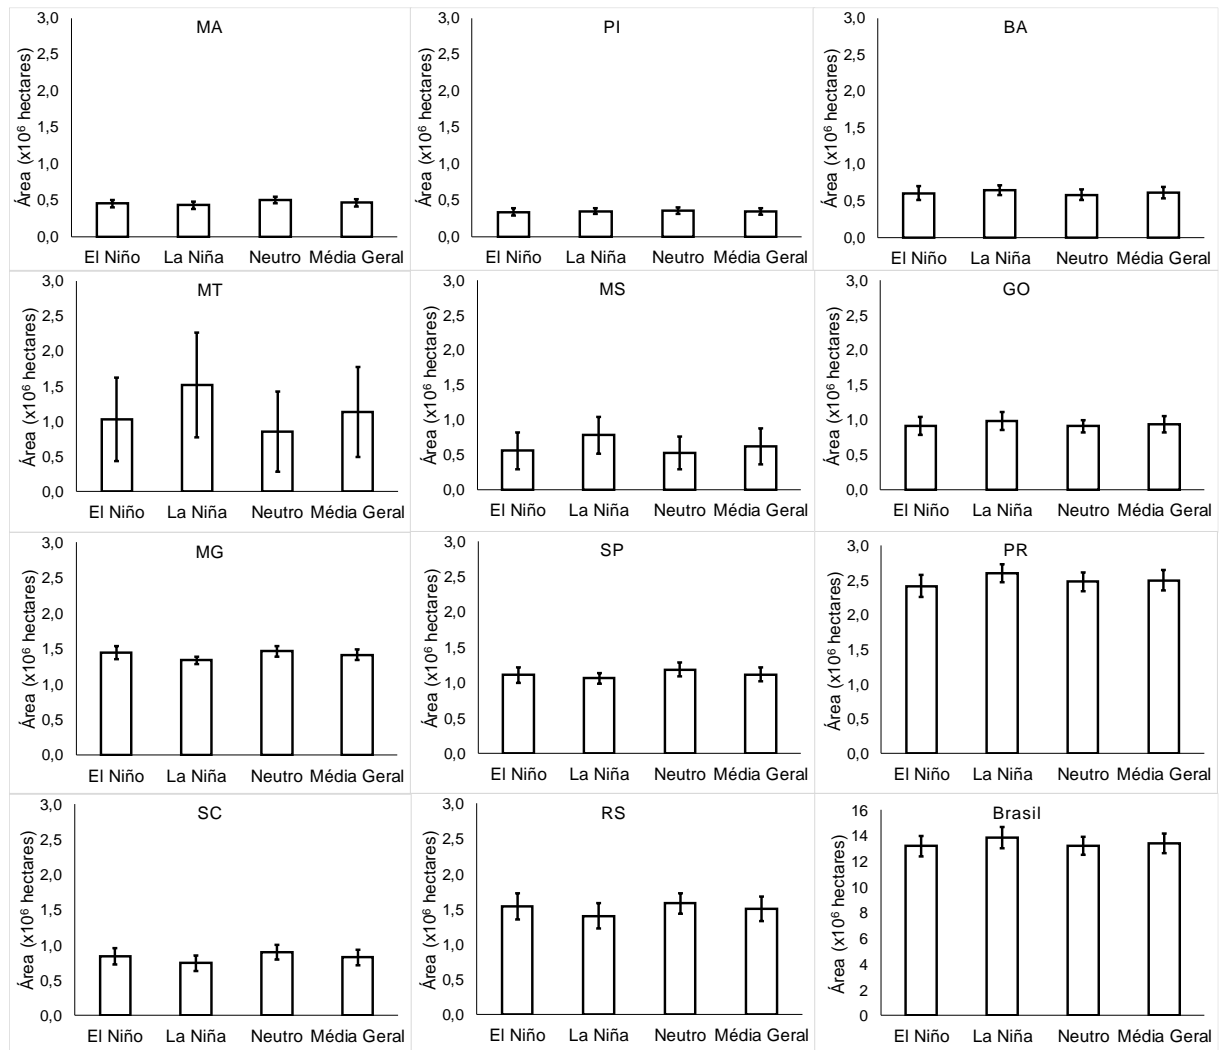 MA
Área (x10⁶ hectares)
3,0
2,5
2,0
1,5
1,0
0,5
0,0
El Niño La Niña Neutro Média Geral
PI
Área (x10⁶ hectares)
3,0
2,5
2,0
1,5
1,0
0,5
0,0
El Niño La Niña Neutro Média Geral
BA
Área (x10⁶ hectares)
3,0
2,5
2,0
1,5
1,0
0,5
0,0
El Niño La Niña Neutro Média Geral
MT
Área (x10⁶ hectares)
3,0
2,5
2,0
1,5
1,0
0,5
0,0
El Niño La Niña Neutro Média Geral
MS
Área (x10⁶ hectares)
3,0
2,5
2,0
1,5
1,0
0,5
0,0
El Niño La Niña Neutro Média Geral
GO
Área (x10⁶ hectares)
3,0
2,5
2,0
1,5
1,0
0,5
0,0
El Niño La Niña Neutro Média Geral
MG
Área (x10⁶ hectares)
3,0
2,5
2,0
1,5
1,0
0,5
0,0
El Niño La Niña Neutro Média Geral
SP
Área (x10⁶ hectares)
3,0
2,5
2,0
1,5
1,0
0,5
0,0
El Niño La Niña Neutro Média Geral
PR
Área (x10⁶ hectares)
3,0
2,5
2,0
1,5
1,0
0,5
0,0
El Niño La Niña Neutro Média Geral
SC
Área (x10⁶ hectares)
3,0
2,5
2,0
1,5
1,0
0,5
0,0
El Niño La Niña Neutro Média Geral
RS
Área (x10⁶ hectares)
3,0
2,5
2,0
1,5
1,0
0,5
0,0
El Niño La Niña Neutro Média Geral
Brasil
Área (x10⁶ hectares)
16
14
12
10
8
6
4
2
0
El Niño La Niña Neutro Média Geral